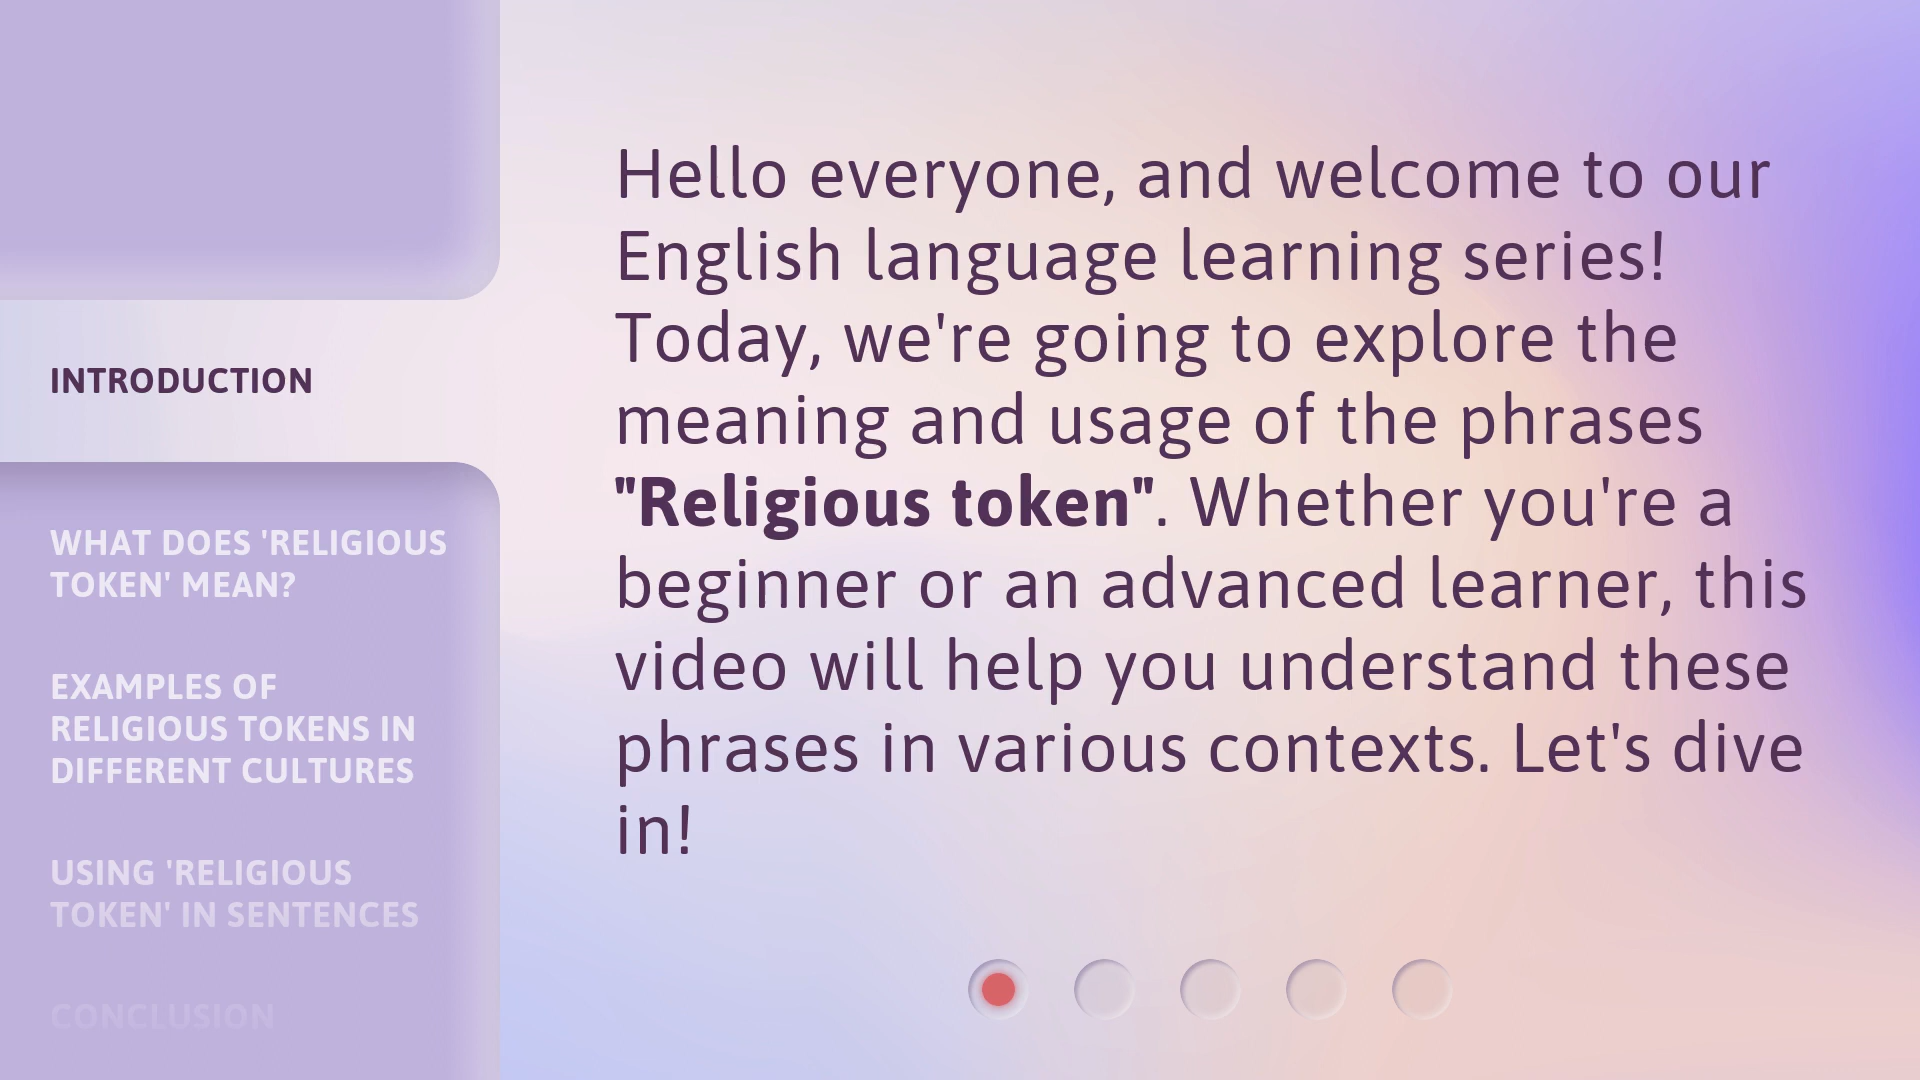 INTRODUCTION
WHAT DOES 'RELIGIOUS
TOKEN' MEAN?
EXAMPLES OF
RELIGIOUS TOKENS IN
DIFFERENT CULTURES
USING 'RELIGIOUS
TOKEN' IN SENTENCES
CONCLUSION
Hello everyone, and welcome to our
English language learning series!
Today, we're going to explore the
meaning and usage of the phrases
"Religious token". Whether you're a
beginner or an advanced learner, this
video will help you understand these
phrases in various contexts. Let's dive
in!